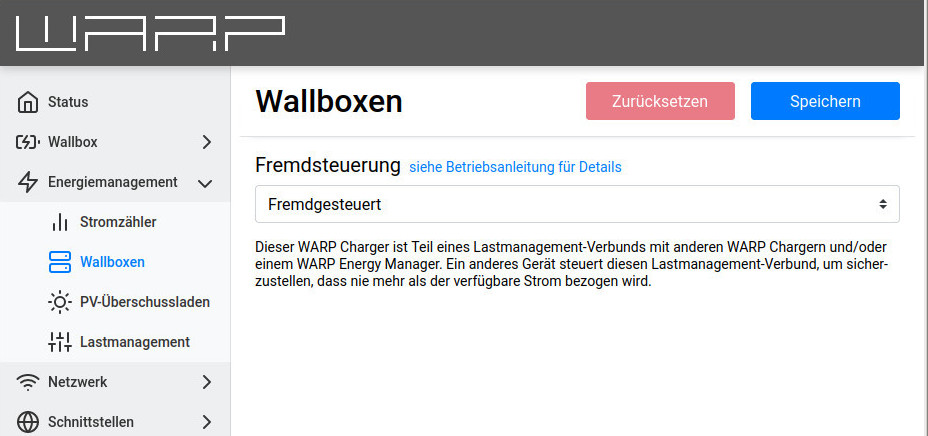 WARP
Status
Wallbox
Energiemanagement
Stromzähler
Wallboxen
PV-Überschussladen
Lastmanagement
Netzwerk
Schnittstellen
Wallboxen
Zurücksetzen
Speichern
Fremdsteuerung siehe Betriebsanleitung für Details
Fremdgesteuert
Dieser WARP Charger ist Teil eines Lastmanagement-Verbunds mit anderen WARP Chargern und/oder
einem WARP Energy Manager. Ein anderes Gerät steuert diesen Lastmanagement-Verbund, um sicher-
zustellen, dass nie mehr als der verfügbare Strom bezogen wird.